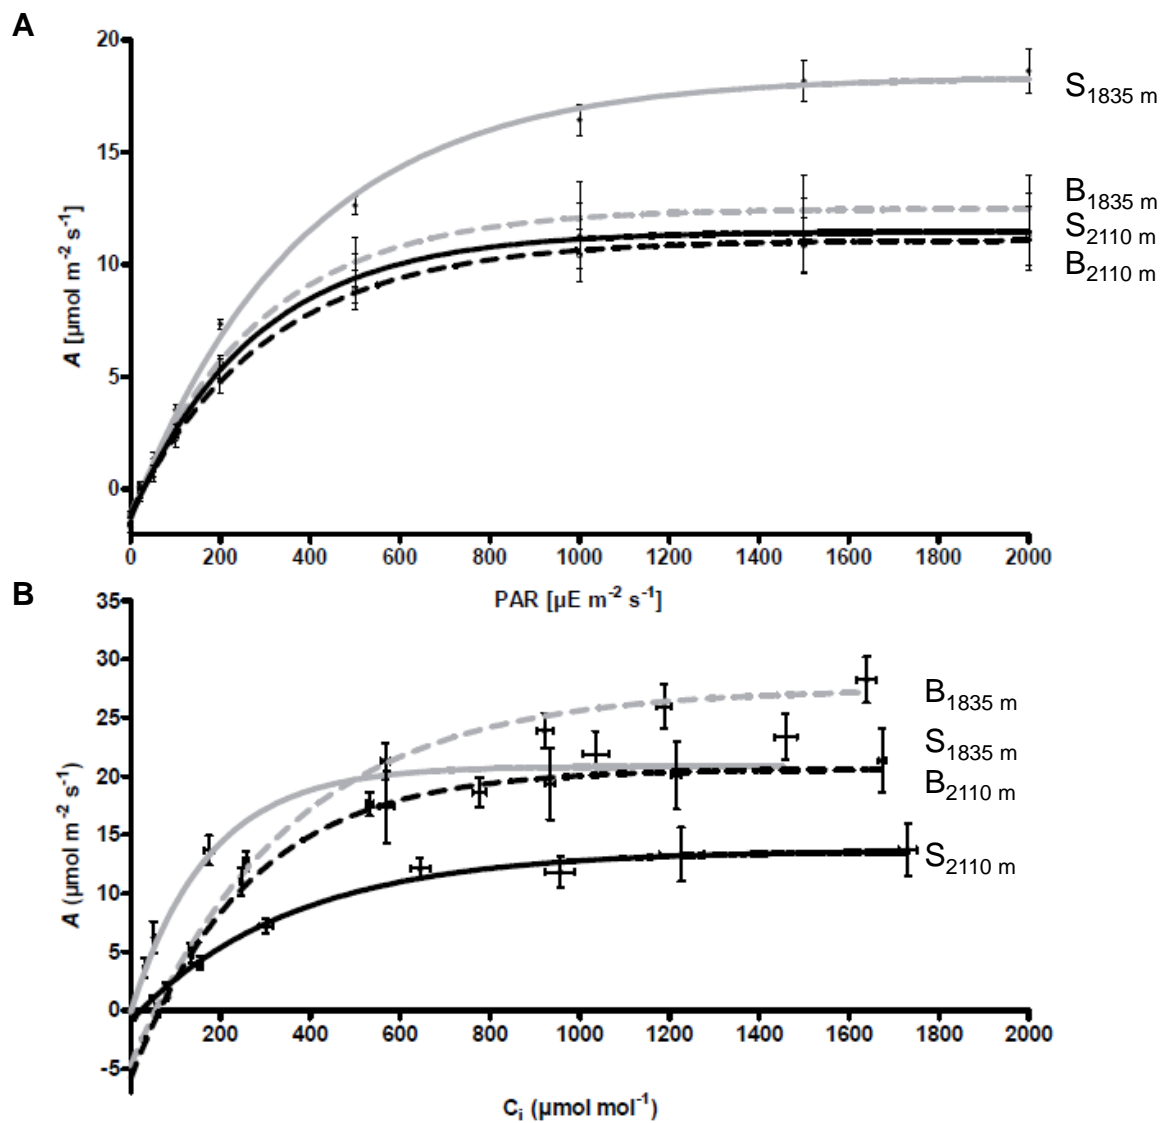 A
20
15
10
5
0
A [µmol m⁻² s⁻¹]
S₁₈₃₅ ₘ
B₁₈₃₅ ₘ
S₂₁₁₀ ₘ
B₂₁₁₀ ₘ
0 200 400 600 800 1000 1200 1400 1600 1800 2000
PAR [µE m⁻² s⁻¹]
B
35
30
25
20
15
10
5
0
-5
A (µmol m⁻² s⁻¹)
B₁₈₃₅ ₘ
S₁₈₃₅ ₘ
B₂₁₁₀ ₘ
S₂₁₁₀ ₘ
200 400 600 800 1000 1200 1400 1600 1800 2000
Cᵢ (µmol mol⁻¹)